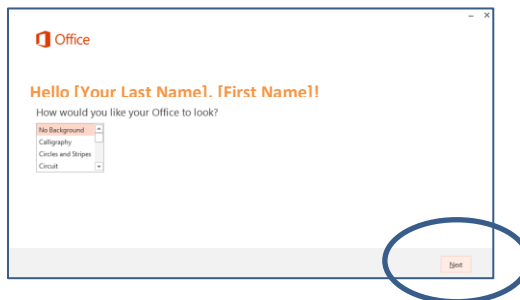 Office
Hello [Your Last Name], [First Name]!
How would you like your Office to look?
No Background
Calligraphy
Circles and Stripes
Circuit
Next